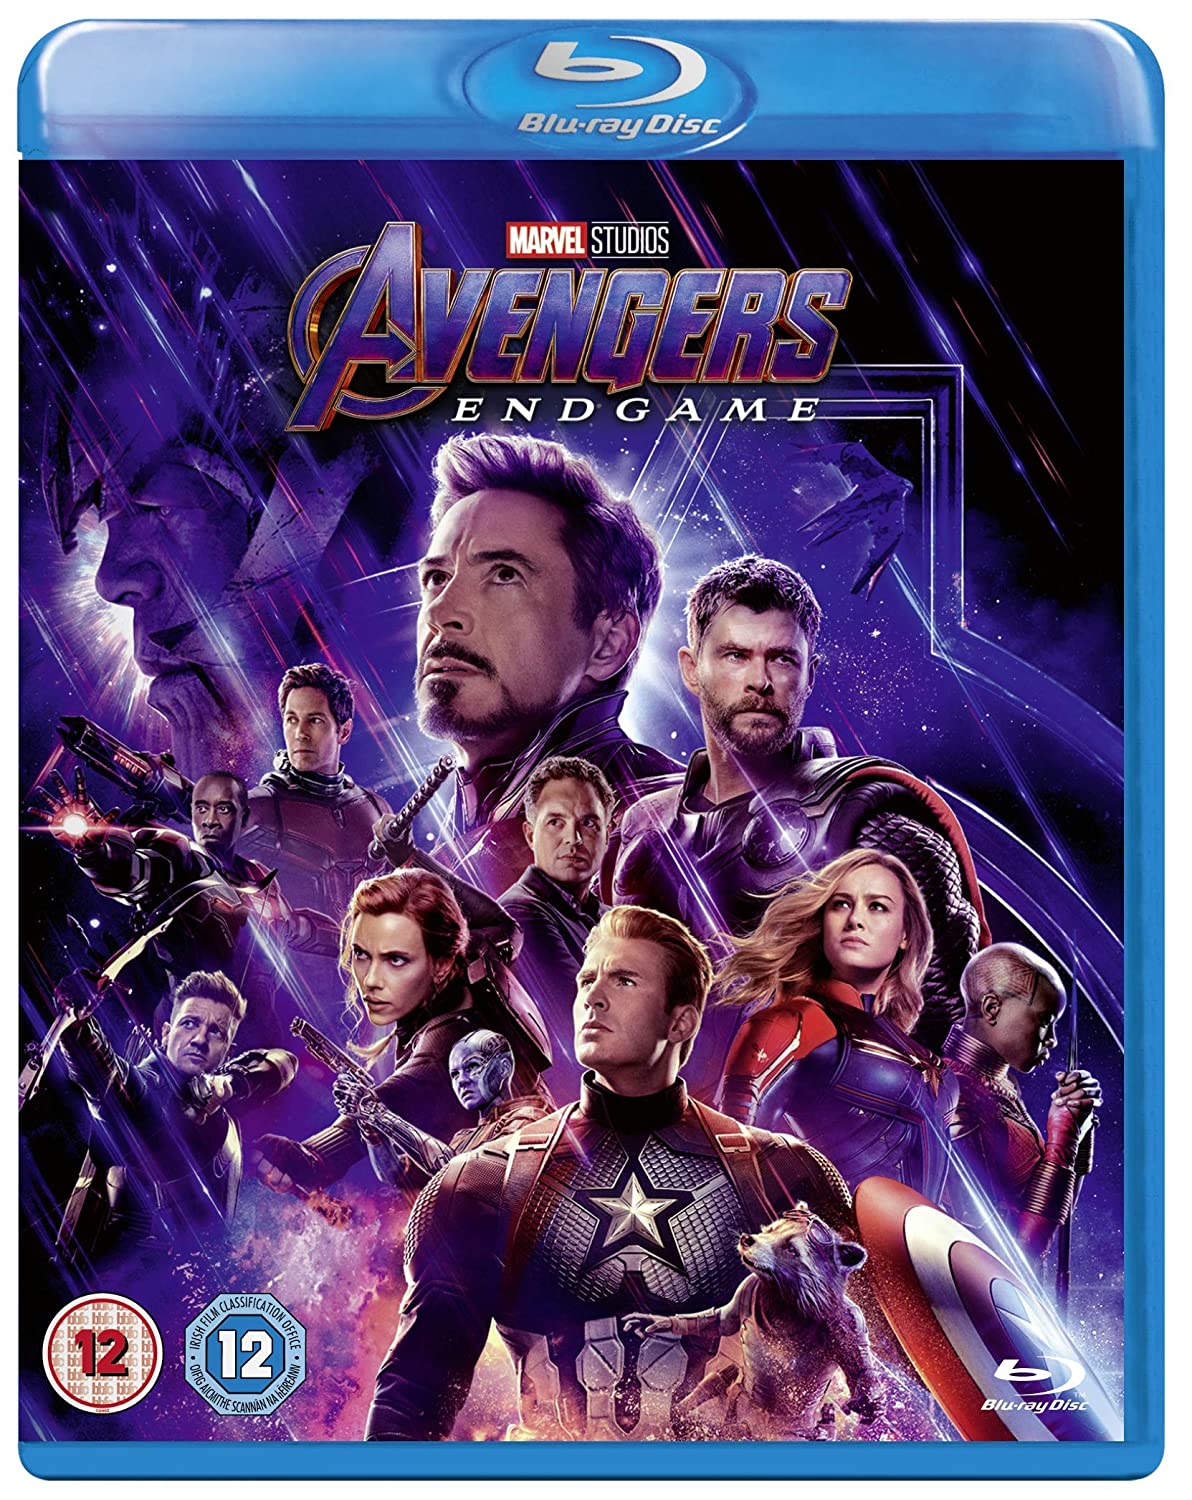 Blu-ray Disc
MARVEL STUDIOS
AVENGERS
ENDGAME
12
IRISH FILM CLASSIFICATION OFFICE
12
OIFIG AICMITHE SCANNÁN NA HÉIREANN
Blu-ray Disc™